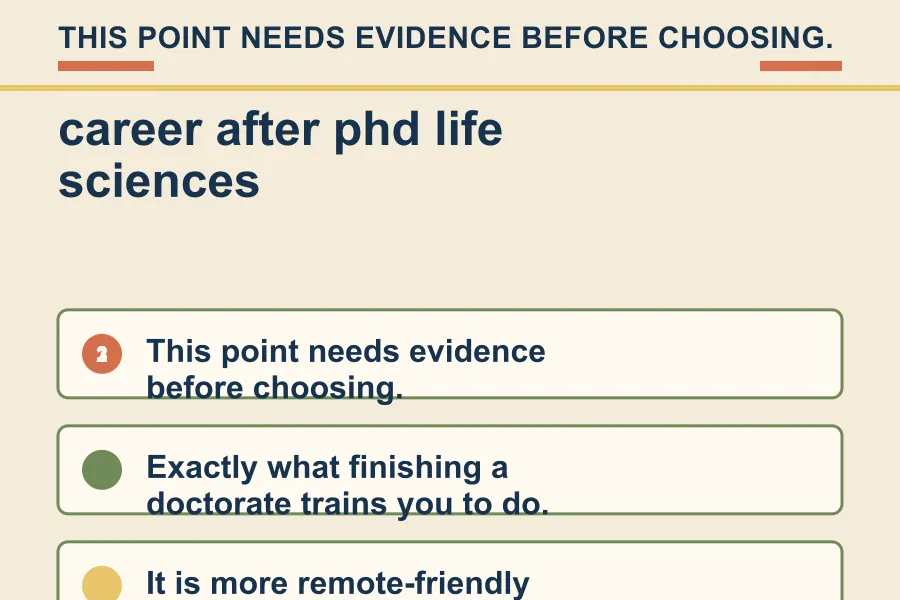 THIS POINT NEEDS EVIDENCE BEFORE CHOOSING.
career after phd life
sciences
This point needs evidence
before choosing.
Exactly what finishing a
doctorate trains you to do.
It is more remote-friendly